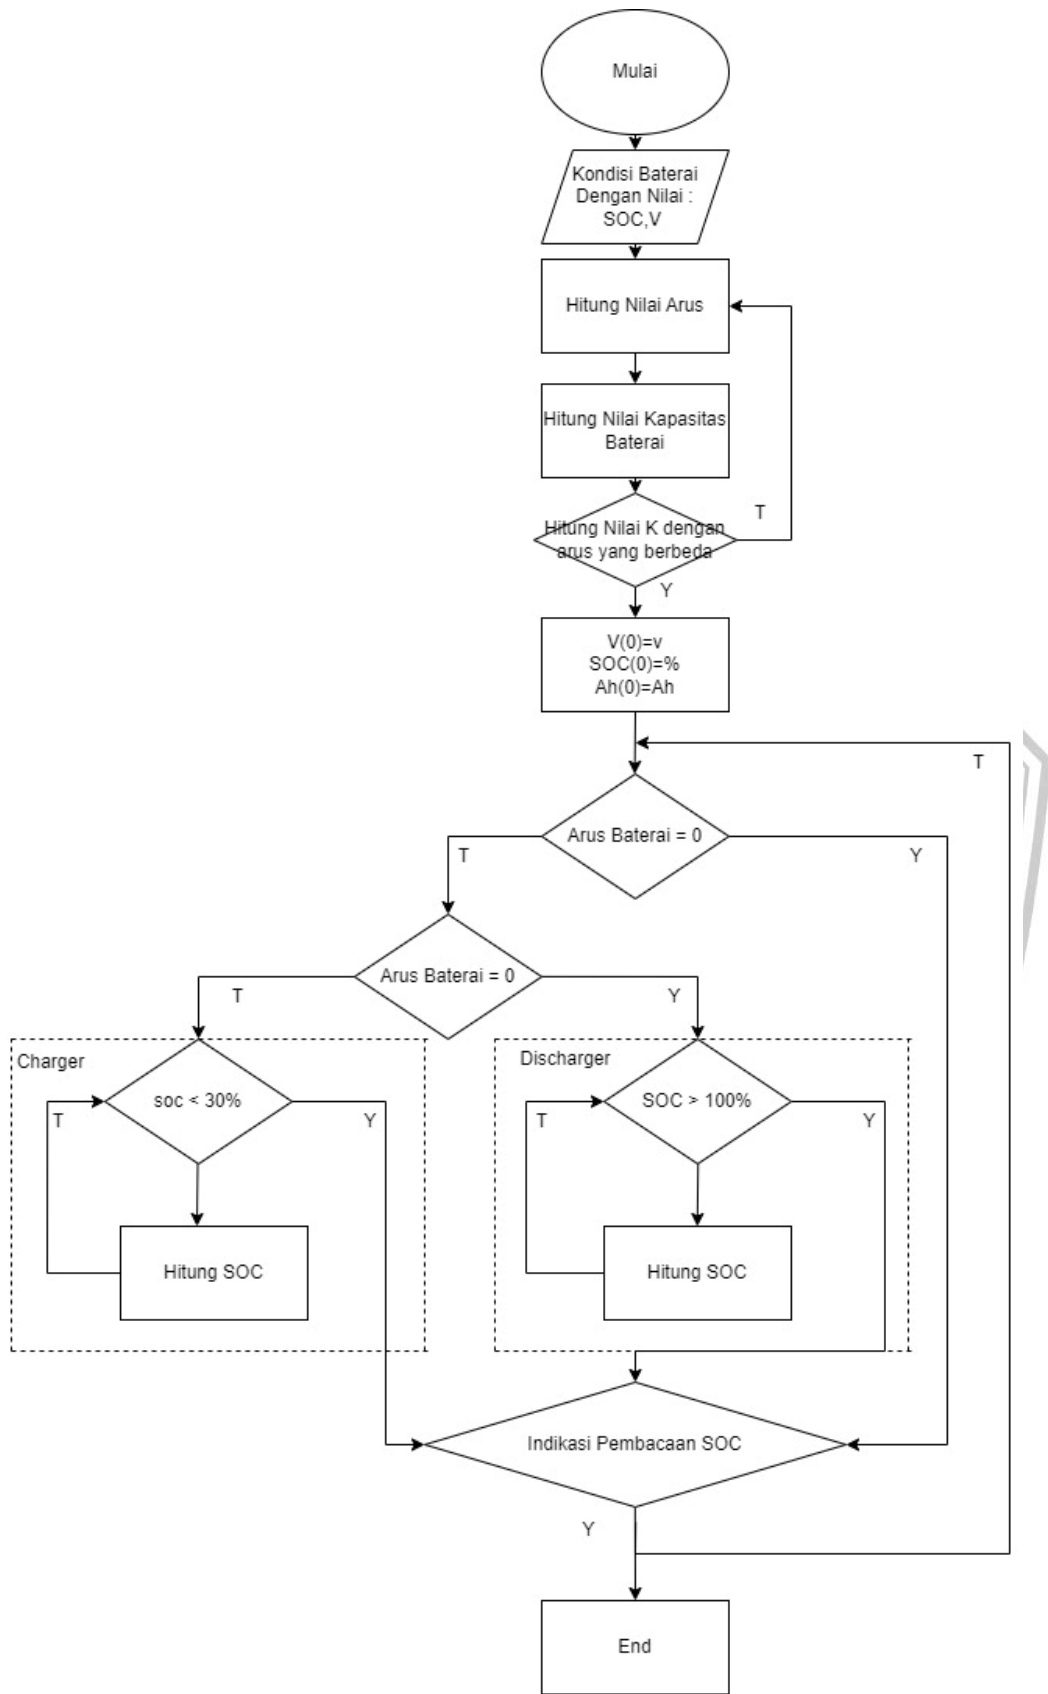 Mulai
Kondisi Baterai
Dengan Nilai :
SOC,V
Hitung Nilai Arus
Hitung Nilai Kapasitas
Baterai
T
Hitung Nilai K dengan
arus yang berbeda
Y
V(0)=v
SOC(0)=%
Ah(0)=Ah
T
Arus Baterai = 0
T
Y
Arus Baterai = 0
T
Y
Charger
soc < 30%
T
Y
Hitung SOC
Discharger
SOC > 100%
T
Y
Hitung SOC
Indikasi Pembacaan SOC
Y
End